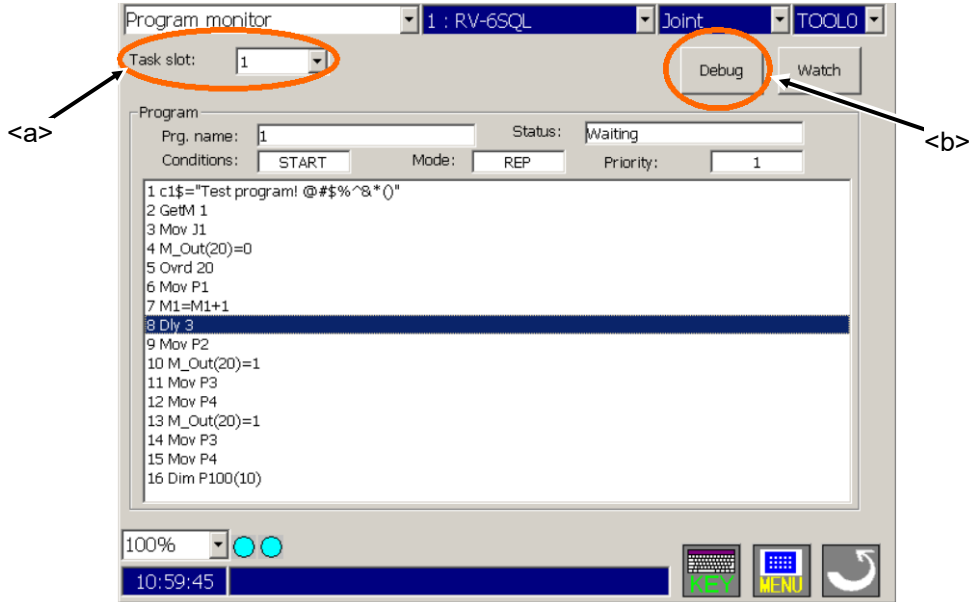 Program monitor 1 : RV-6SQL Joint TOOL0
Task slot: 1 Debug Watch
<a>
<b>
Program
Prg. name: 1 Status: Waiting
Conditions: START Mode: REP Priority: 1
1 c1$="Test program! @#$%^&*()"
2 GetM 1
3 Mov J1
4 M_Out(20)=0
5 Ovrd 20
6 Mov P1
7 M1=M1+1
8 Dly 3
9 Mov P2
10 M_Out(20)=1
11 Mov P3
12 Mov P4
13 M_Out(20)=1
14 Mov P3
15 Mov P4
16 Dim P100(10)
100%
10:59:45
KEY MENU